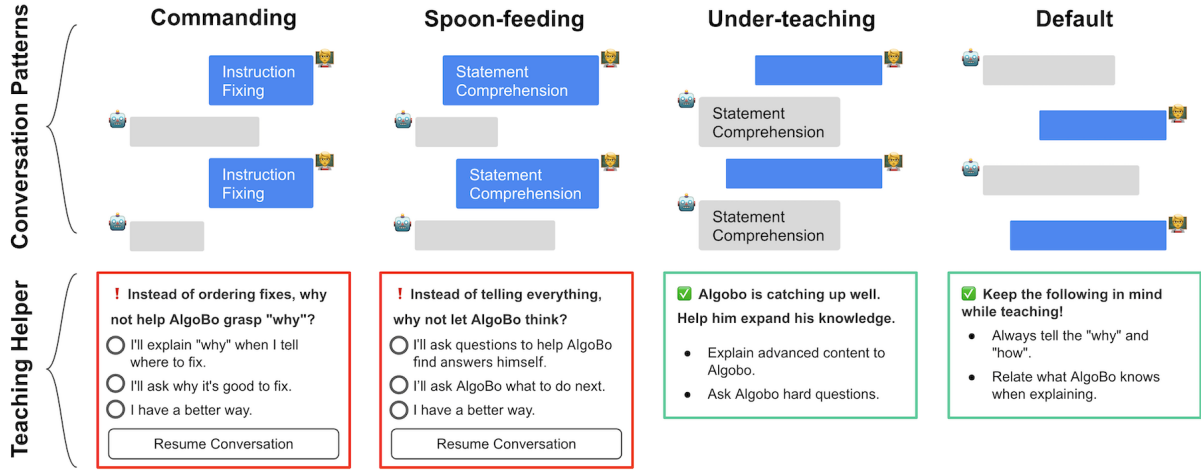 Commanding
Spoon-feeding
Under-teaching
Default
Conversation Patterns
Instruction
Fixing
Instruction
Fixing
Statement
Comprehension
Statement
Comprehension
Statement
Comprehension
Statement
Comprehension
Teaching Helper
❗ Instead of ordering fixes, why
not help AlgoBo grasp "why"?
I'll explain "why" when I tell
where to fix.
I'll ask why it's good to fix.
I have a better way.
Resume Conversation
❗ Instead of telling everything,
why not let AlgoBo think?
I'll ask questions to help AlgoBo
find answers himself.
I'll ask AlgoBo what to do next.
I have a better way.
Resume Conversation
✅ Algobo is catching up well.
Help him expand his knowledge.
● Explain advanced content to
Algobo.
● Ask Algobo hard questions.
✅ Keep the following in mind
while teaching!
● Always tell the "why" and
"how".
● Relate what AlgoBo knows
when explaining.